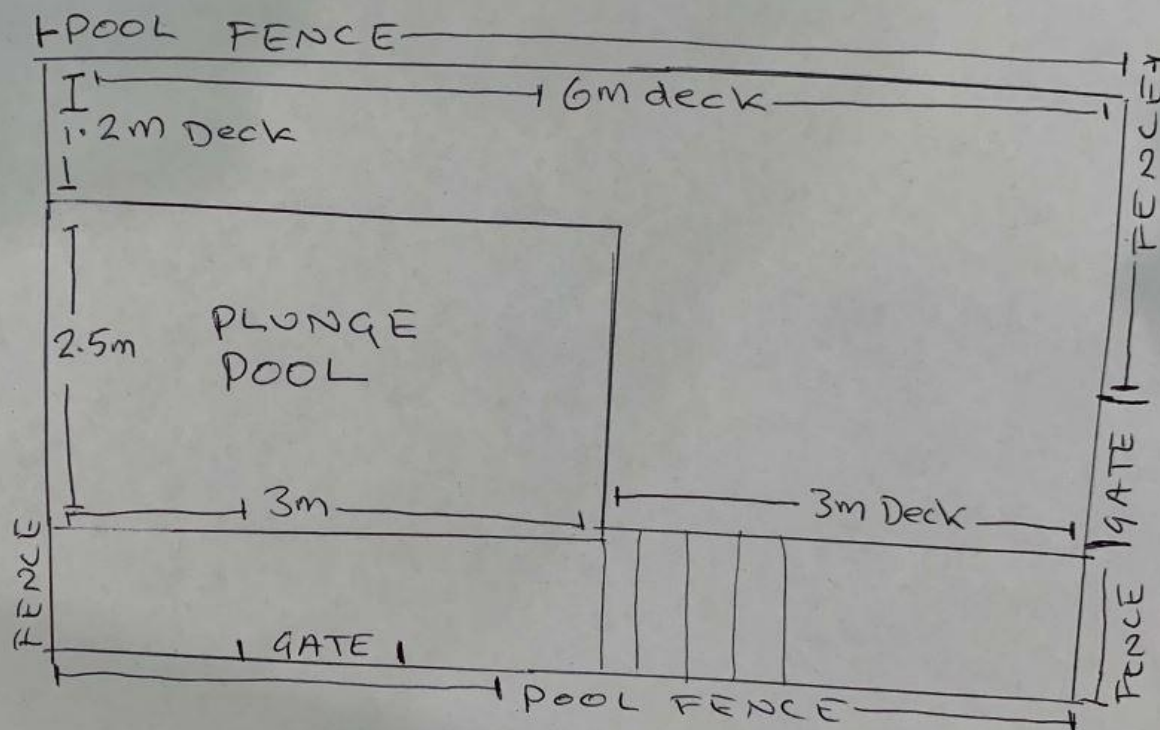 POOL FENCE
6m deck
1.2m Deck
FENCE
2.5m
PLUNGE
POOL
3m
3m Deck
GATE
FENCE
FENCE
GATE
POOL FENCE